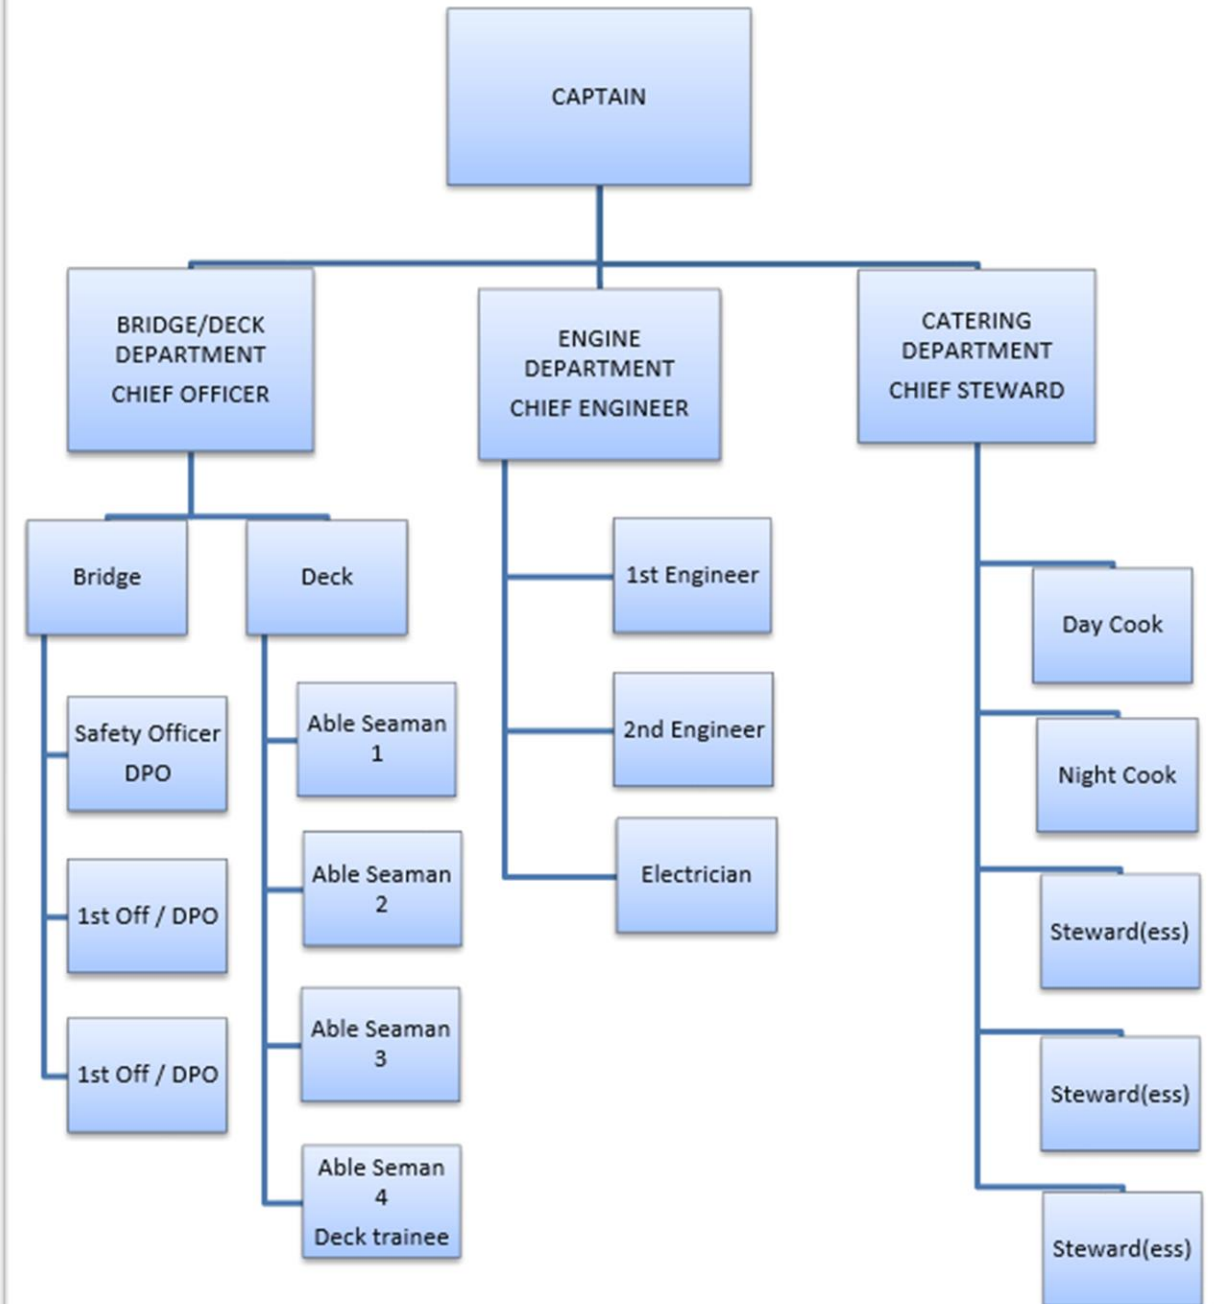 CAPTAIN
BRIDGE/DECK
DEPARTMENT
CHIEF OFFICER
ENGINE
DEPARTMENT
CHIEF ENGINEER
CATERING
DEPARTMENT
CHIEF STEWARD
Bridge
Deck
Safety Officer
DPO
1st Off / DPO
1st Off / DPO
Able Seaman
1
Able Seaman
2
Able Seaman
3
Able Seman
4
Deck trainee
1st Engineer
2nd Engineer
Electrician
Day Cook
Night Cook
Steward(ess)
Steward(ess)
Steward(ess)